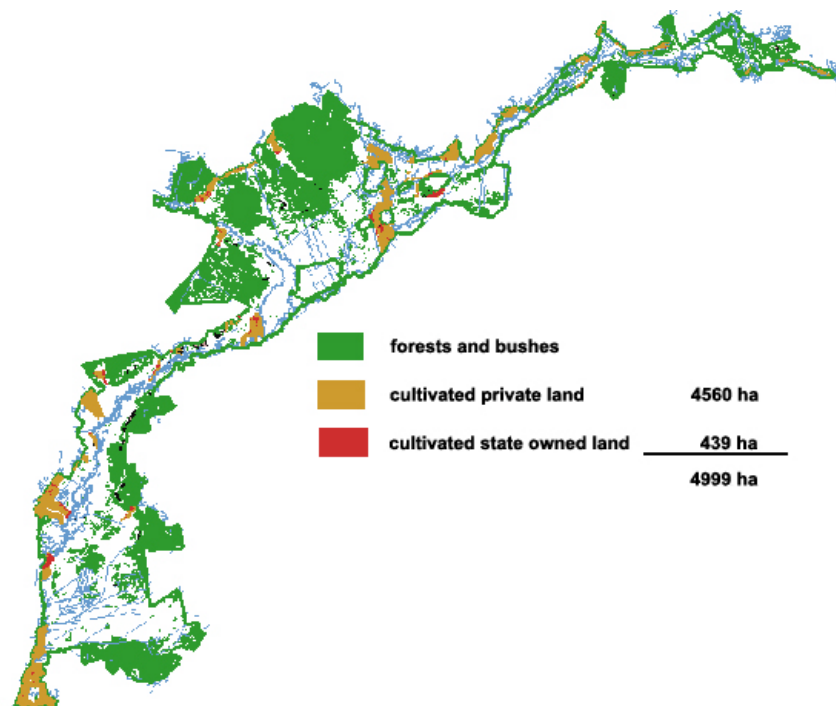 forests and bushes
cultivated private land 4560 ha
cultivated state owned land 439 ha
4999 ha